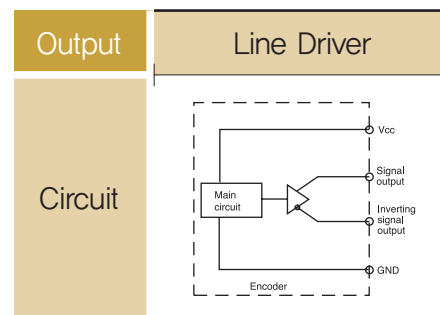 Output
Line Driver
Circuit
Vcc
Signal
output
Main
circuit
Inverting
signal
output
GND
Encoder